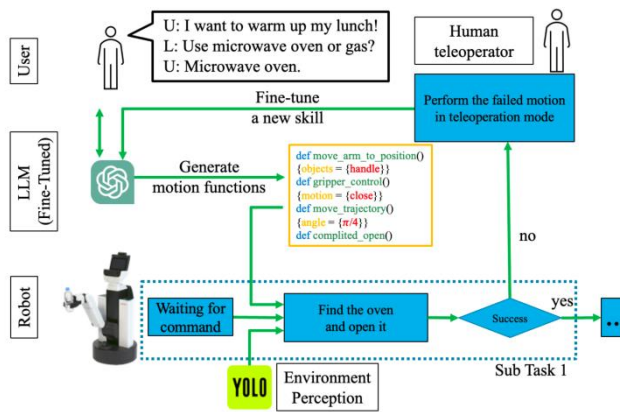 User
U: I want to warm up my lunch!
L: Use microwave oven or gas?
U: Microwave oven.
Human
teleoperator
Fine-tune
a new skill
Perform the failed motion
in teleoperation mode
LLM
(Fine-Tuned)
Generate
motion functions
def move_arm_to_position()
{objects = {handle}}
def gripper_control()
{motion = {close}}
def move_trajectory()
{angle = {π/4}}
def complited_open()
no
Robot
Waiting for
command
Find the oven
and open it
Success
yes
...
Sub Task 1
YOLO
Environment
Perception